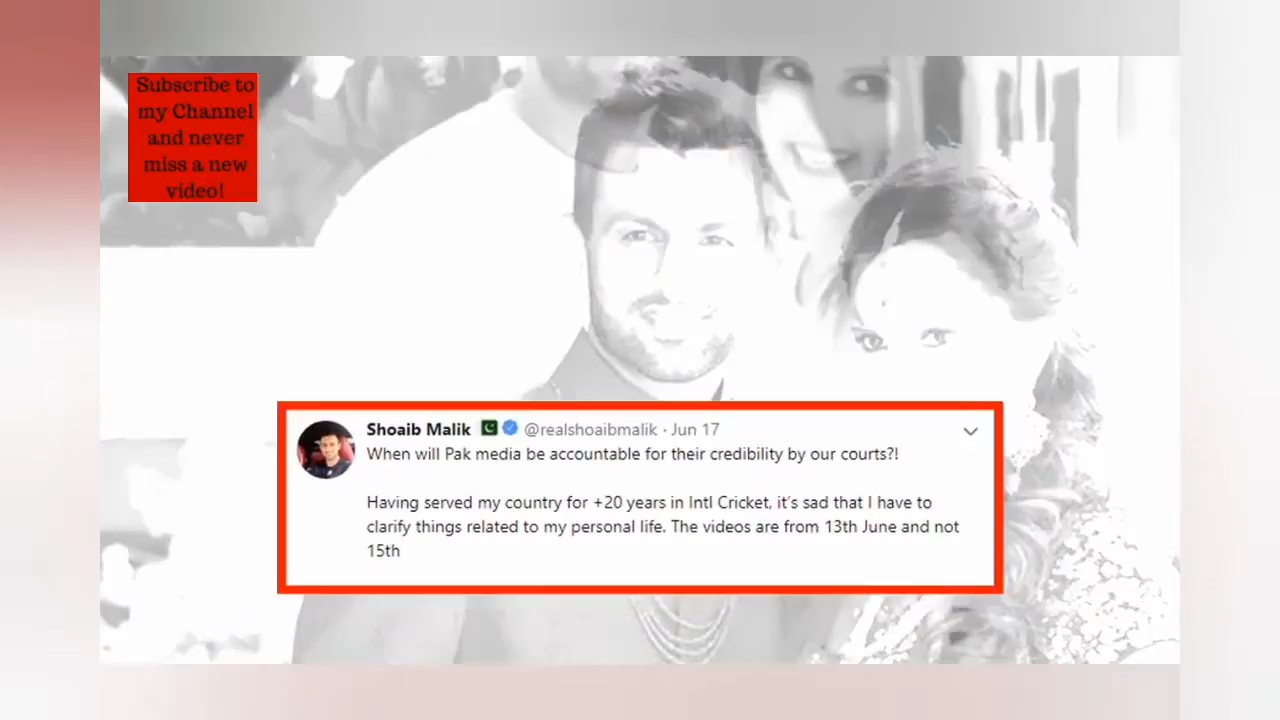 Subscribe to
my Channel
and never
miss a new
video!
Shoaib Malik @realshoaibmalik · Jun 17
When will Pak media be accountable for their credibility by our courts?!
Having served my country for +20 years in Intl Cricket, it's sad that I have to
clarify things related to my personal life. The videos are from 13th June and not
15th